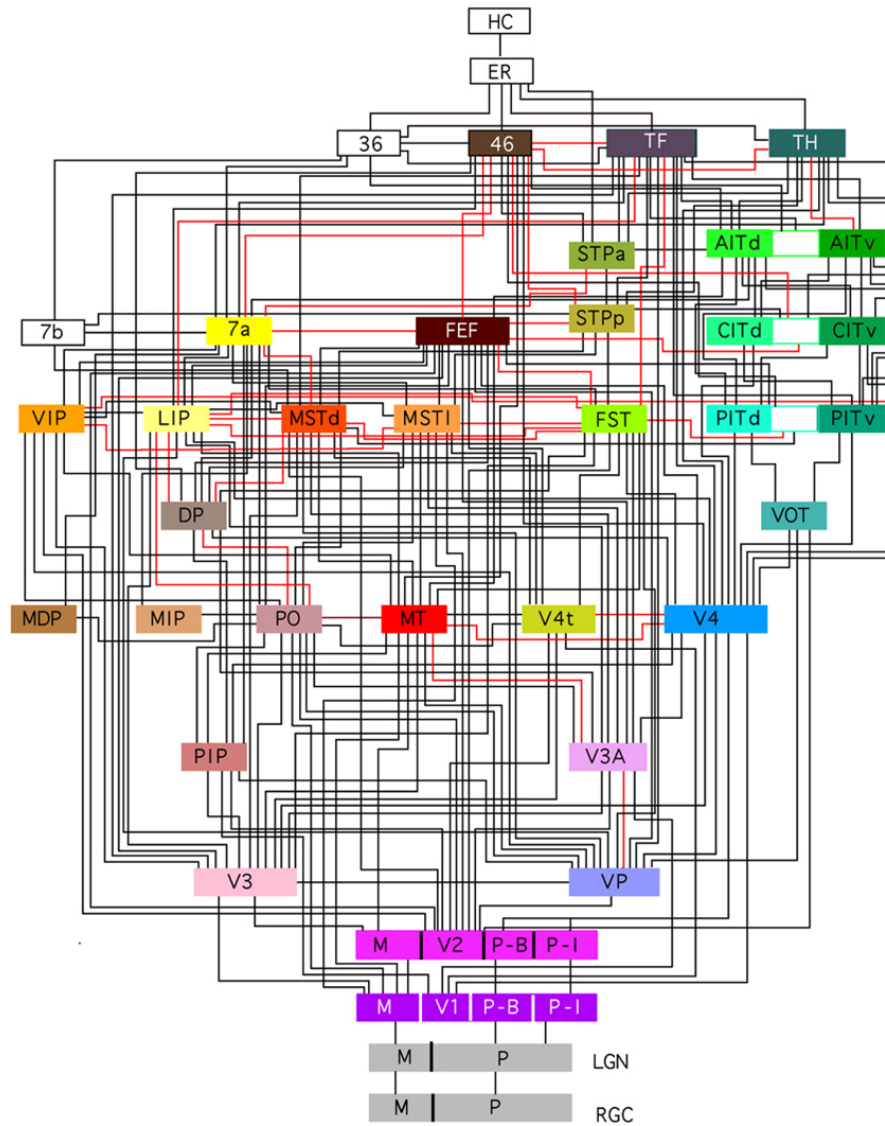 HC
ER
36 46 TF TH
STPa AITd AITv
7b 7a FEF STPp CITd CITv
VIP LIP MSTd MSTl FST PITd PITv
DP VOT
MDP MIP PO MT V4t V4
PIP V3A
V3 VP
M V2 P-B P-I
M V1 P-B P-I
M P LGN
M P RGC